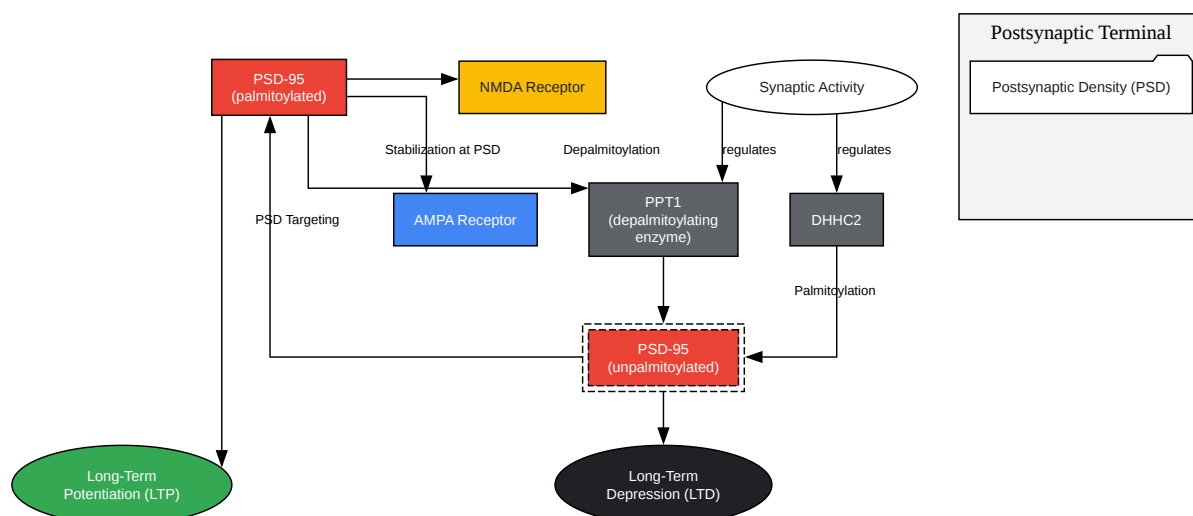 Postsynaptic Terminal
Postsynaptic Density (PSD)
PSD-95
(palmitoylated)
NMDA Receptor
Synaptic Activity
Stabilization at PSD
Depalmitoylation
regulates
regulates
PSD Targeting
AMPA Receptor
PPT1
(depalmitoylating
enzyme)
DHHC2
Palmitoylation
PSD-95
(unpalmitoylated)
Long-Term
Potentiation (LTP)
Long-Term
Depression (LTD)